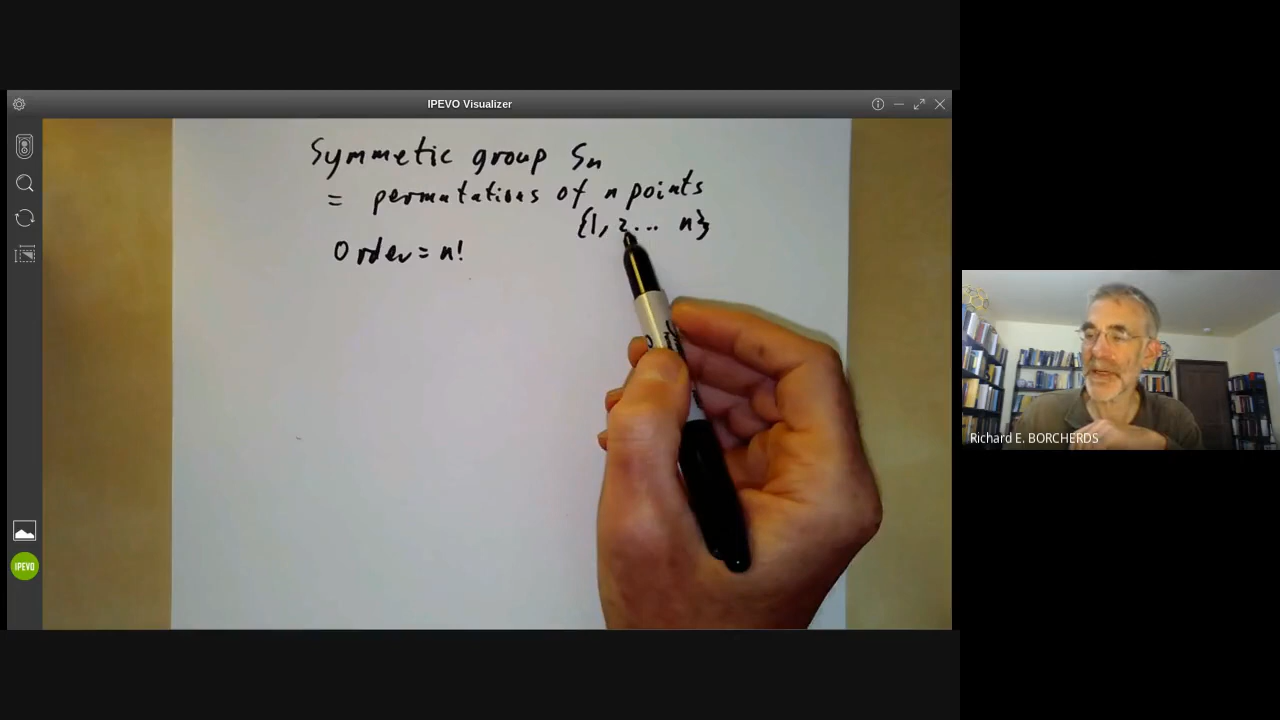 IPEVO Visualizer
Symmetic group Sn
= permutations of n points
{1, 2... n}
Order = n!
IPEVO
Richard E. BORCHERDS